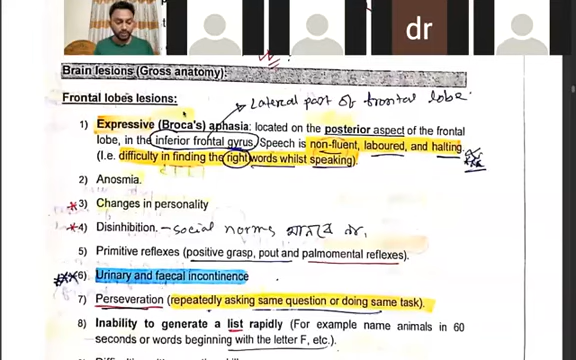 dr
Brain lesions (Gross anatomy):
Frontal lobes lesions:
Lateral part of frontal lobe.
1) Expressive (Broca's) aphasia: located on the posterior aspect of the frontal
lobe, in the inferior frontal gyrus. Speech is non-fluent, laboured, and halting.
(I.e. difficulty in finding the right words whilst speaking).
2) Anosmia.
3) Changes in personality
4) Disinhibition. – social norms
5) Primitive reflexes (positive grasp, pout and palmomental reflexes).
6) Urinary and faecal incontinence
7) Perseveration (repeatedly asking same question or doing same task).
8) Inability to generate a list rapidly (For example name animals in 60
seconds or words beginning with the letter F, etc.).